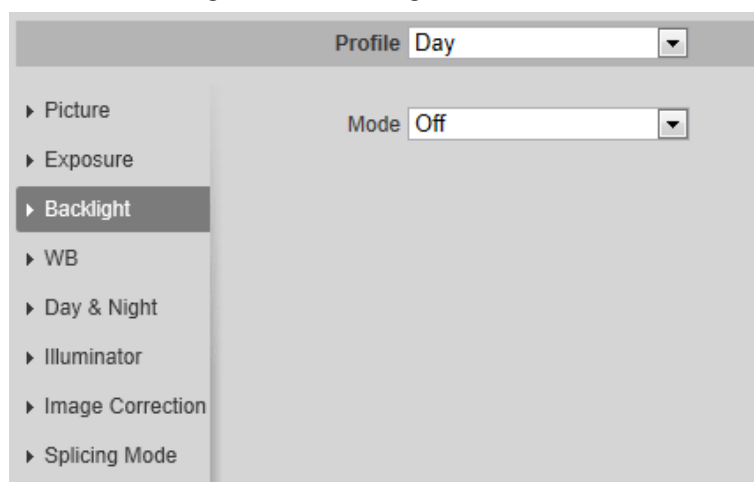 Profile Day
Picture
Mode Off
Exposure
Backlight
WB
Day & Night
Illuminator
Image Correction
Splicing Mode